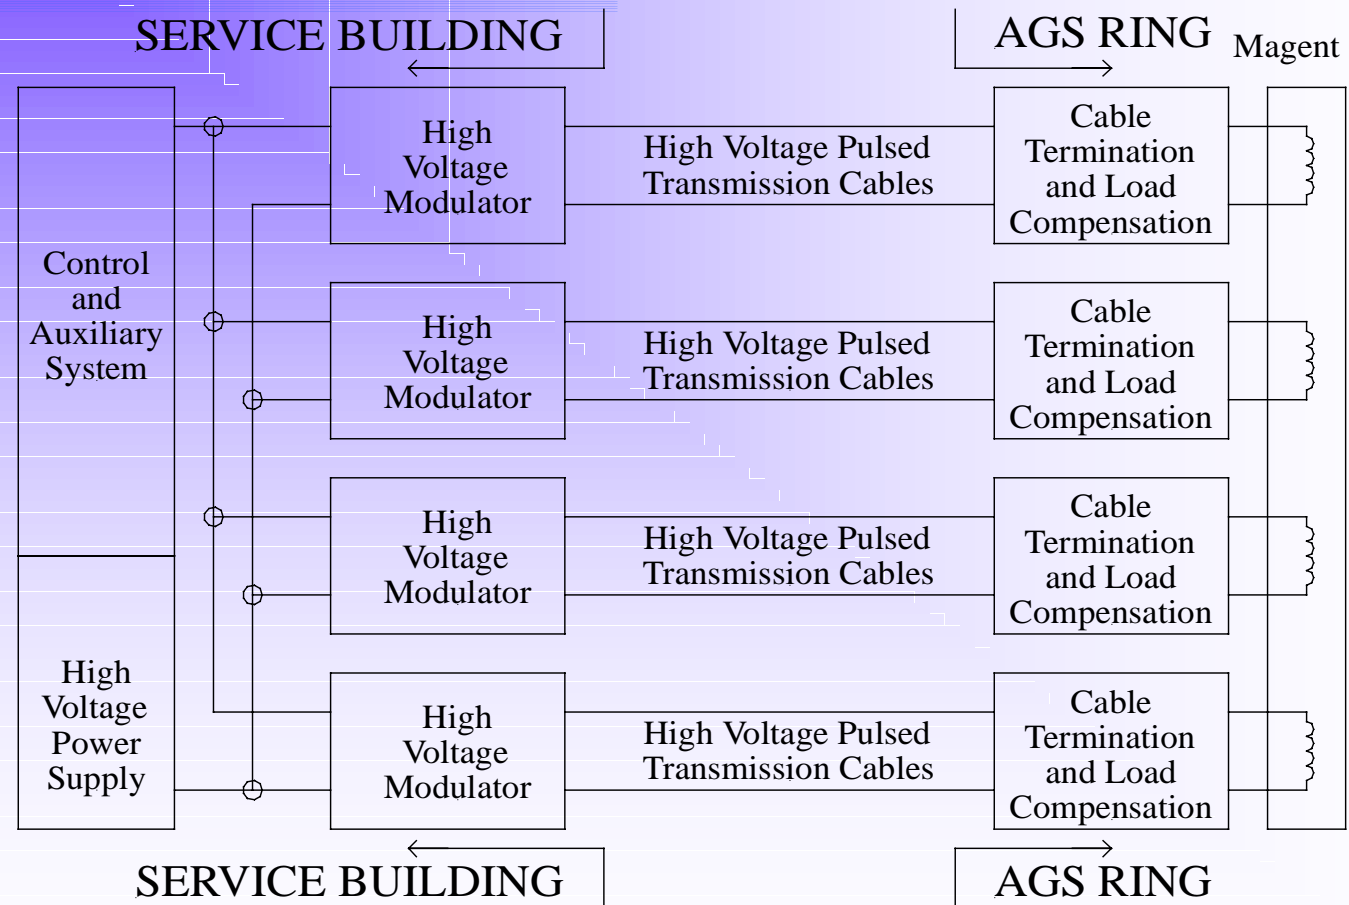 SERVICE BUILDING
AGS RING
Magent
High
Voltage
Modulator
High Voltage Pulsed
Transmission Cables
Cable
Termination
and Load
Compensation
Control
and
Auxiliary
System
High
Voltage
Modulator
High Voltage Pulsed
Transmission Cables
Cable
Termination
and Load
Compensation
High
Voltage
Modulator
High Voltage Pulsed
Transmission Cables
Cable
Termination
and Load
Compensation
High
Voltage
Power
Supply
High
Voltage
Modulator
High Voltage Pulsed
Transmission Cables
Cable
Termination
and Load
Compensation
SERVICE BUILDING
AGS RING